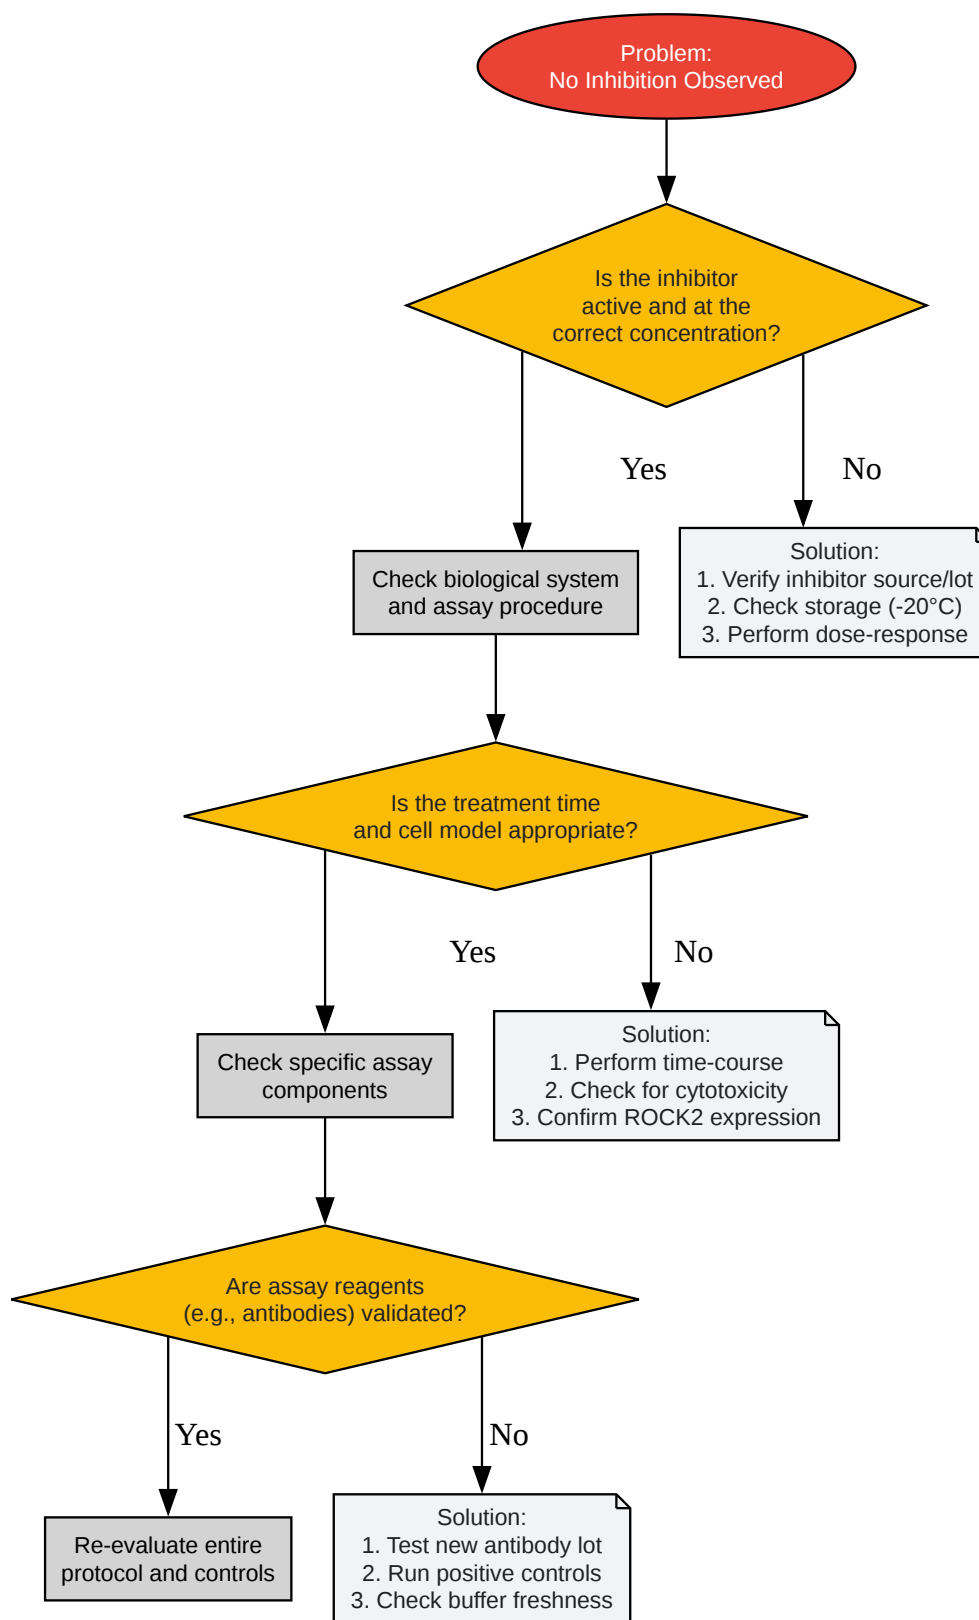 Problem:
No Inhibition Observed
Is the inhibitor
active and at the
correct concentration?
Yes
No
Check biological system
and assay procedure
Solution:
1. Verify inhibitor source/lot
2. Check storage (-20°C)
3. Perform dose-response
Is the treatment time
and cell model appropriate?
Yes
No
Check specific assay
components
Solution:
1. Perform time-course
2. Check for cytotoxicity
3. Confirm ROCK2 expression
Are assay reagents
(e.g., antibodies) validated?
Yes
No
Re-evaluate entire
protocol and controls
Solution:
1. Test new antibody lot
2. Run positive controls
3. Check buffer freshness